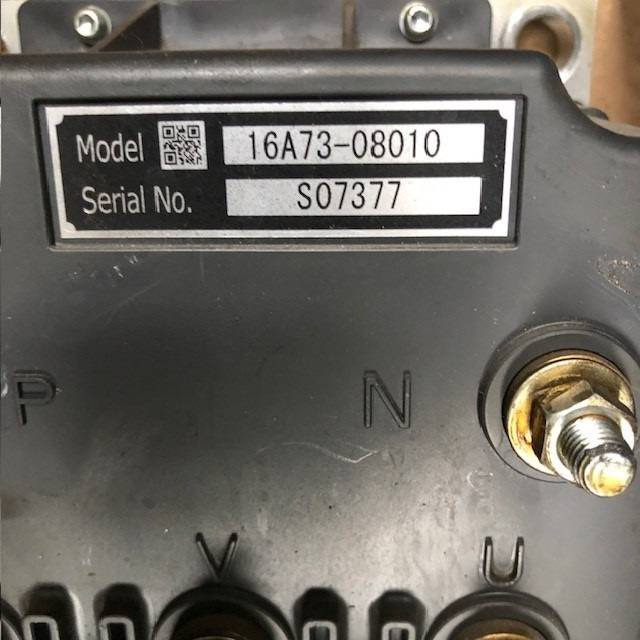 Model 16A73-08010
Serial No. S07377
P N
V U